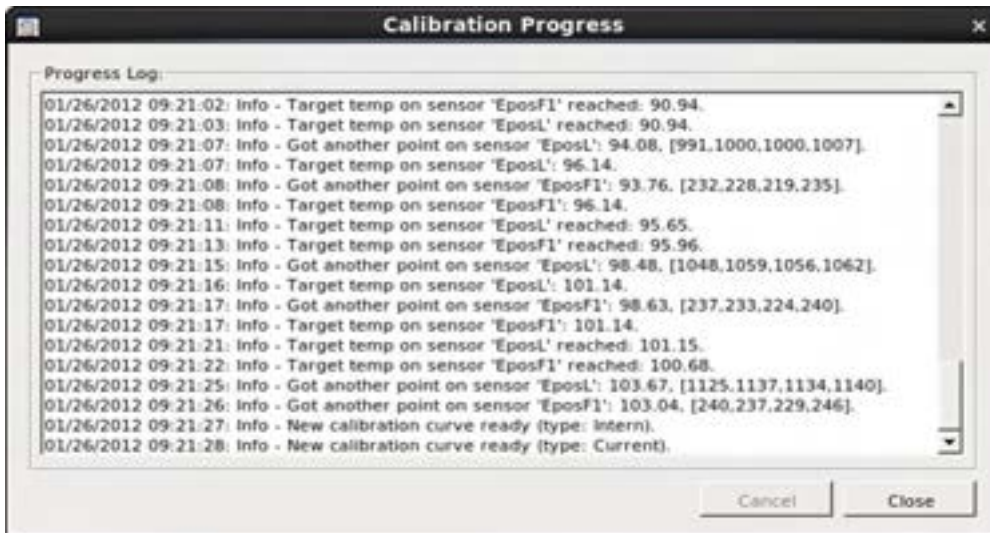 Calibration Progress
Progress Log:
01/26/2012 09:21:02: Info - Target temp on sensor 'EposF1' reached: 90.94.
01/26/2012 09:21:03: Info - Target temp on sensor 'EposL' reached: 90.94.
01/26/2012 09:21:07: Info - Got another point on sensor 'EposL': 94.08, [991,1000,1000,1007].
01/26/2012 09:21:07: Info - Target temp on sensor 'EposL': 96.14.
01/26/2012 09:21:08: Info - Got another point on sensor 'EposF1': 93.76, [232,228,219,235].
01/26/2012 09:21:08: Info - Target temp on sensor 'EposF1': 96.14.
01/26/2012 09:21:11: Info - Target temp on sensor 'EposL' reached: 95.65.
01/26/2012 09:21:13: Info - Target temp on sensor 'EposF1' reached: 95.96.
01/26/2012 09:21:15: Info - Got another point on sensor 'EposL': 98.48, [1048,1059,1056,1062].
01/26/2012 09:21:16: Info - Target temp on sensor 'EposL': 101.14.
01/26/2012 09:21:17: Info - Got another point on sensor 'EposF1': 98.63, [237,233,224,240].
01/26/2012 09:21:17: Info - Target temp on sensor 'EposF1': 101.14.
01/26/2012 09:21:21: Info - Target temp on sensor 'EposL' reached: 101.15.
01/26/2012 09:21:22: Info - Target temp on sensor 'EposF1' reached: 100.68.
01/26/2012 09:21:25: Info - Got another point on sensor 'EposL': 103.67, [1125,1137,1134,1140].
01/26/2012 09:21:26: Info - Got another point on sensor 'EposF1': 103.04, [240,237,229,246].
01/26/2012 09:21:27: Info - New calibration curve ready (type: Intern).
01/26/2012 09:21:28: Info - New calibration curve ready (type: Current).
Cancel
Close